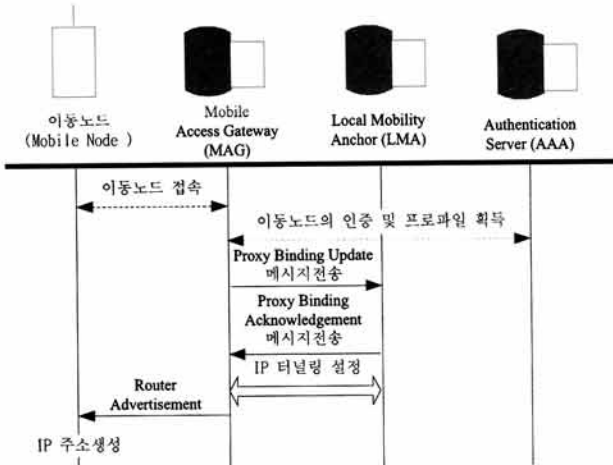 이동노드
(Mobile Node )
Mobile
Access Gateway
(MAG)
Local Mobility
Anchor (LMA)
Authentication
Server (AAA)
이동노드 접속
이동노드의 인증 및 프로파일 획득
Proxy Binding Update
메시지전송
Proxy Binding
Acknowledgement
메시지전송
IP 터널링 설정
Router
Advertisement
IP 주소생성